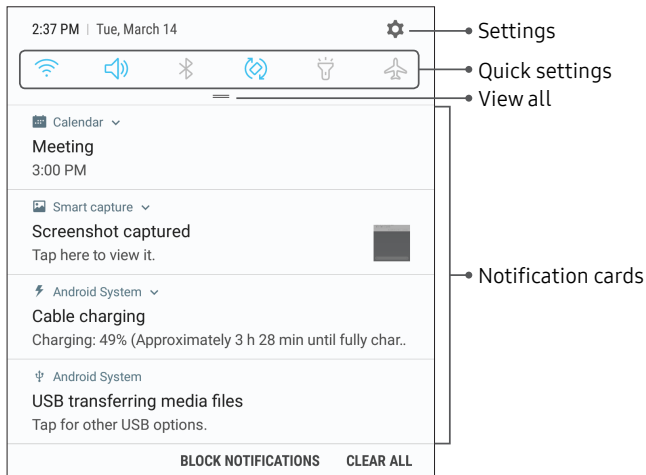 2:37 PM | Tue, March 14
Settings
Quick settings
View all
Calendar
Meeting
3:00 PM
Smart capture
Screenshot captured
Tap here to view it.
Notification cards
Android System
Cable charging
Charging: 49% (Approximately 3 h 28 min until fully char..
Android System
USB transferring media files
Tap for other USB options.
BLOCK NOTIFICATIONS CLEAR ALL